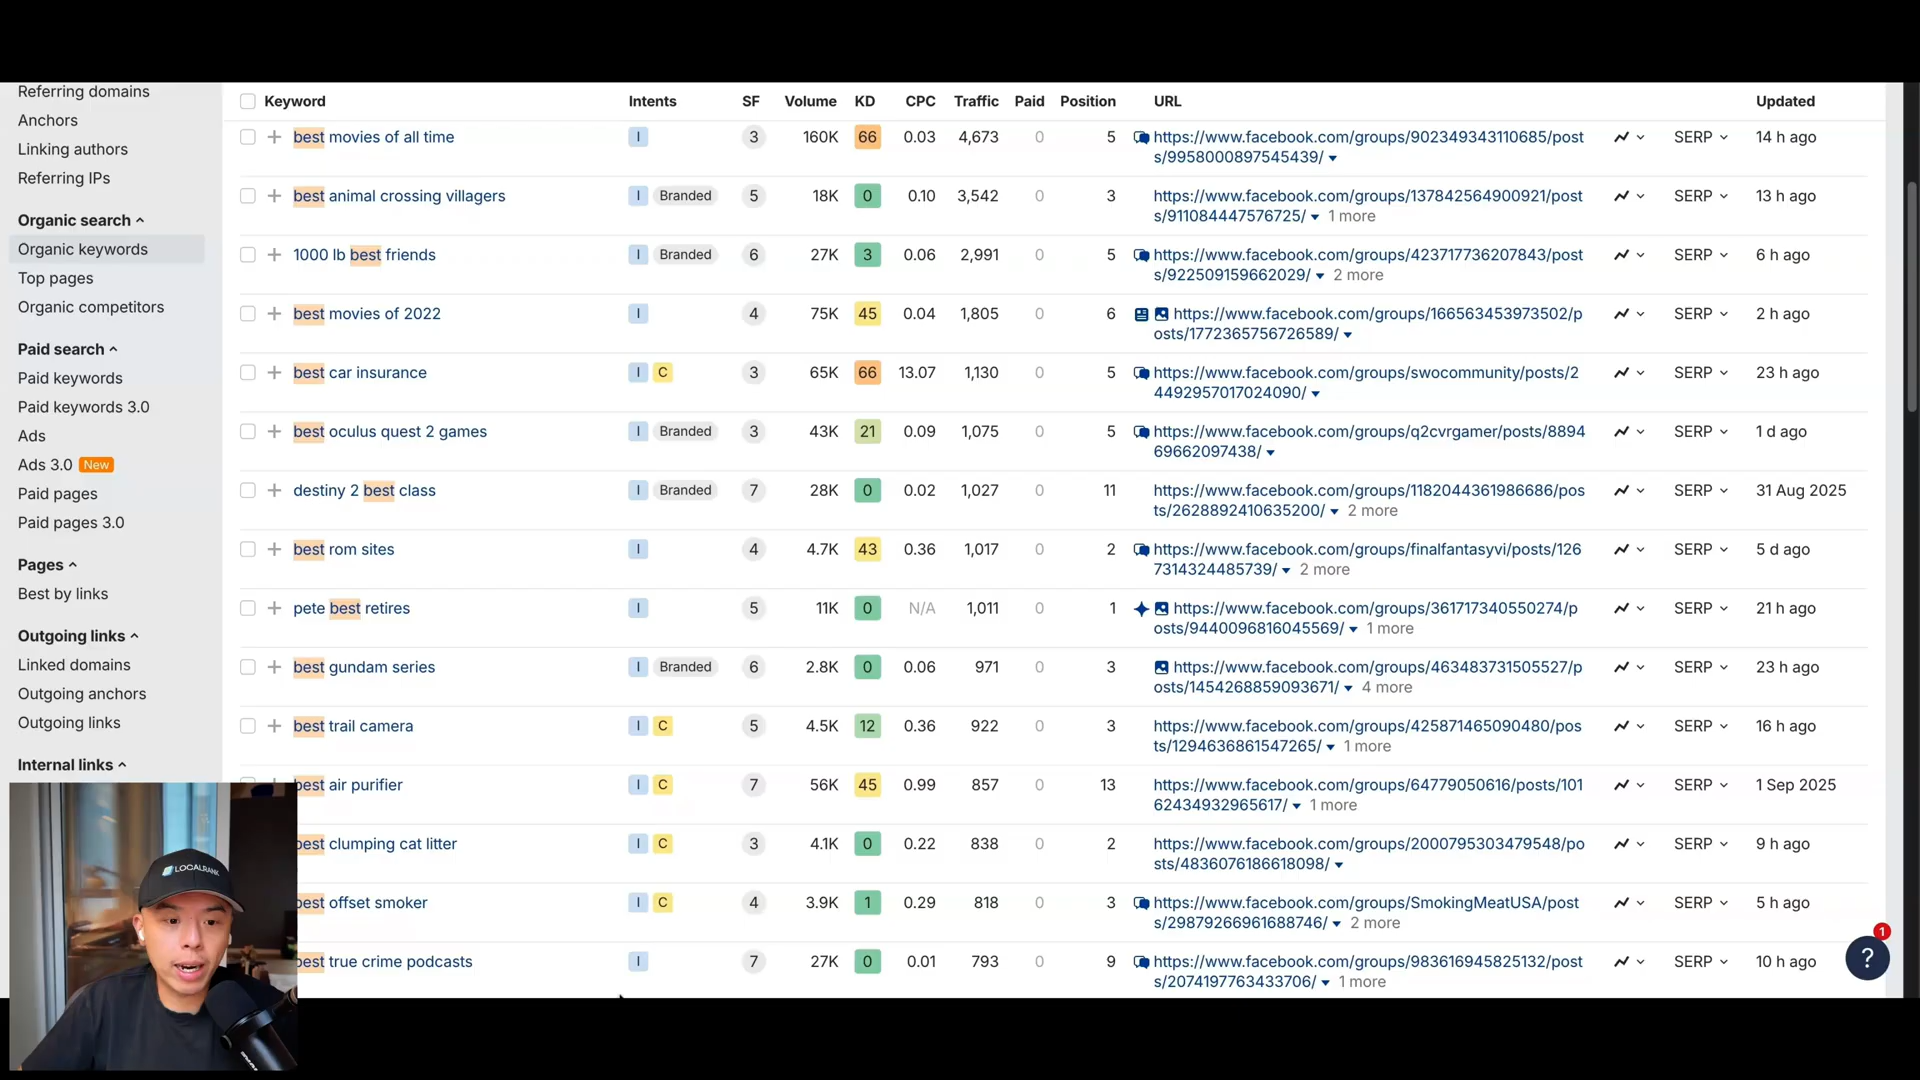 Referring domains
Anchors
Linking authors
Referring IPs
Organic search
Organic keywords
Top pages
Organic competitors
Paid search
Paid keywords
Paid keywords 3.0
Ads
Ads 3.0 New
Paid pages
Paid pages 3.0
Pages
Best by links
Outgoing links
Linked domains
Outgoing anchors
Outgoing links
Internal links
Keyword Intents SF Volume KD CPC Traffic Paid Position URL Updated
best movies of all time I 3 160K 66 0.03 4,673 0 5 https://www.facebook.com/groups/902349343110685/post SERP 14 h ago
s/9958000897545439/
best animal crossing villagers I Branded 5 18K 0 0.10 3,542 0 3 https://www.facebook.com/groups/137842564900921/post SERP 13 h ago
s/911084447576725/ 1 more
1000 lb best friends I Branded 6 27K 3 0.06 2,991 0 5 https://www.facebook.com/groups/423717736207843/post SERP 6 h ago
s/922509159662029/ 2 more
best movies of 2022 I 4 75K 45 0.04 1,805 0 6 https://www.facebook.com/groups/166563453973502/p SERP 2 h ago
osts/1772365756726589/
best car insurance I C 3 65K 66 13.07 1,130 0 5 https://www.facebook.com/groups/swocommunity/posts/2 SERP 23 h ago
4492957017024090/
best oculus quest 2 games I Branded 3 43K 21 0.09 1,075 0 5 https://www.facebook.com/groups/q2cvrgamer/posts/8894 SERP 1 d ago
69662097438/
destiny 2 best class I Branded 7 28K 0 0.02 1,027 0 11 https://www.facebook.com/groups/1182044361986686/pos SERP 31 Aug 2025
ts/2628892410635200/ 2 more
best rom sites I 4 4.7K 43 0.36 1,017 0 2 https://www.facebook.com/groups/finalfantasyvi/posts/126 SERP 5 d ago
7314324485739/ 2 more
pete best retires I 5 11K 0 N/A 1,011 0 1 https://www.facebook.com/groups/361717340550274/p SERP 21 h ago
osts/9440096816045569/ 1 more
best gundam series I Branded 6 2.8K 0 0.06 971 0 3 https://www.facebook.com/groups/463483731505527/p SERP 23 h ago
osts/1454268859093671/ 4 more
best trail camera I C 5 4.5K 12 0.36 922 0 3 https://www.facebook.com/groups/425871465090480/pos SERP 16 h ago
ts/1294636861547265/ 1 more
best air purifier I C 7 56K 45 0.99 857 0 13 https://www.facebook.com/groups/64779050616/posts/101 SERP 1 Sep 2025
62434932965617/ 1 more
best clumping cat litter I C 3 4.1K 0 0.22 838 0 2 https://www.facebook.com/groups/2000795303479548/po SERP 9 h ago
sts/4836076186618098/
best offset smoker I C 4 3.9K 1 0.29 818 0 3 https://www.facebook.com/groups/SmokingMeatUSA/post SERP 5 h ago
s/29879266961688746/ 2 more
best true crime podcasts I 7 27K 0 0.01 793 0 9 https://www.facebook.com/groups/983616945825132/post SERP 10 h ago
s/2074197763433706/ 1 more
LOCALRANK
1
?